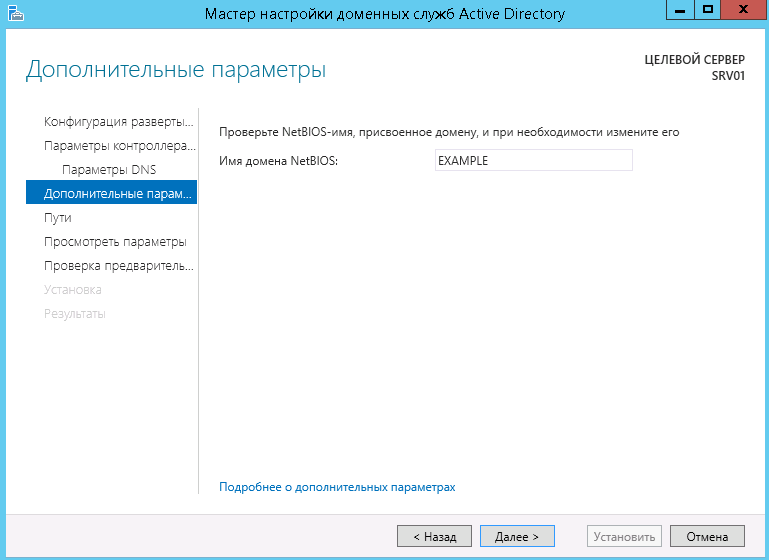 Мастер настройки доменных служб Active Directory
Дополнительные параметры
ЦЕЛЕВОЙ СЕРВЕР
SRV01
Конфигурация разверты...
Параметры контроллера...
Параметры DNS
Дополнительные парам...
Пути
Просмотреть параметры
Проверка предваритель...
Установка
Результаты
Проверьте NetBIOS-имя, присвоенное домену, и при необходимости измените его
Имя домена NetBIOS:
EXAMPLE
Подробнее о дополнительных параметрах
< Назад
Далее >
Установить
Отмена